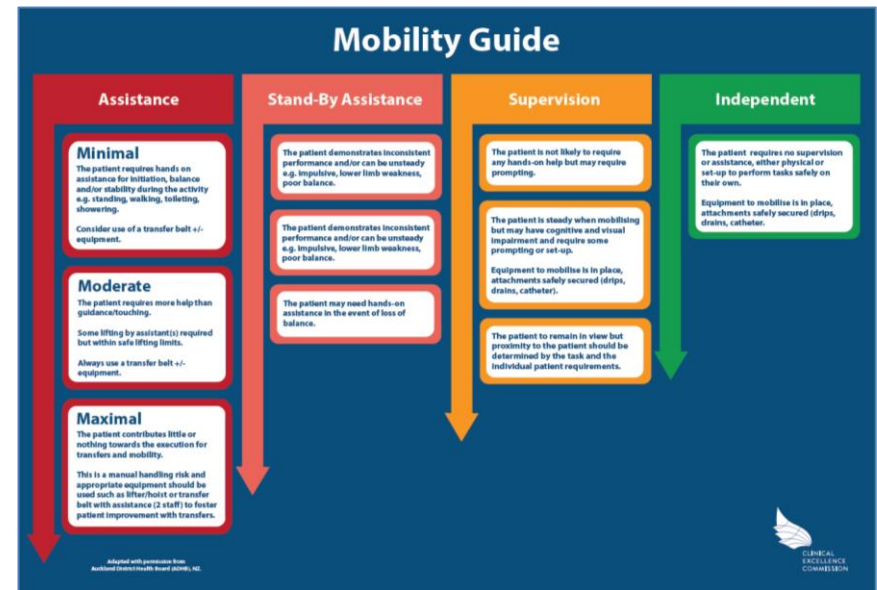 Mobility Guide
Assistance
Minimal
The patient requires hands on
assistance for initiation, balance
and/or stability during the activity
e.g. standing, walking, toileting,
showering.
Consider use of a transfer belt +/-
equipment.
Moderate
The patient requires more help than
guidance/touching.
Some lifting by assistant(s) required
but within safe lifting limits.
Always use a transfer belt +/-
equipment.
Maximal
The patient contributes little or
nothing towards the execution for
transfers and mobility.
This is a manual handling risk and
appropriate equipment should be
used such as lifter/hoist or transfer
belt with assistance (2 staff) to foster
patient improvement with transfers.
Stand-By Assistance
The patient demonstrates inconsistent
performance and/or can be unsteady
e.g. impulsive, lower limb weakness,
poor balance.
The patient demonstrates inconsistent
performance and/or can be unsteady
e.g. impulsive, lower limb weakness,
poor balance.
The patient may need hands-on
assistance in the event of loss of
balance.
Supervision
The patient is not likely to require
any hands-on help but may require
prompting.
The patient is steady when mobilising
but may have cognitive and visual
impairment and require some
prompting or set-up.
Equipment to mobilise is in place,
attachments safely secured (drips,
drains, catheter).
The patient to remain in view but
proximity to the patient should be
determined by the task and the
individual patient requirements.
Independent
The patient requires no supervision
or assistance, either physical or
set-up to perform tasks safely on
their own.
Equipment to mobilise is in place,
attachments safely secured (drips,
drains, catheter.
Adapted with permission from
Auckland District Health Board (ADHB), NZ.
CLINICAL
EXCELLENCE
COMMISSION